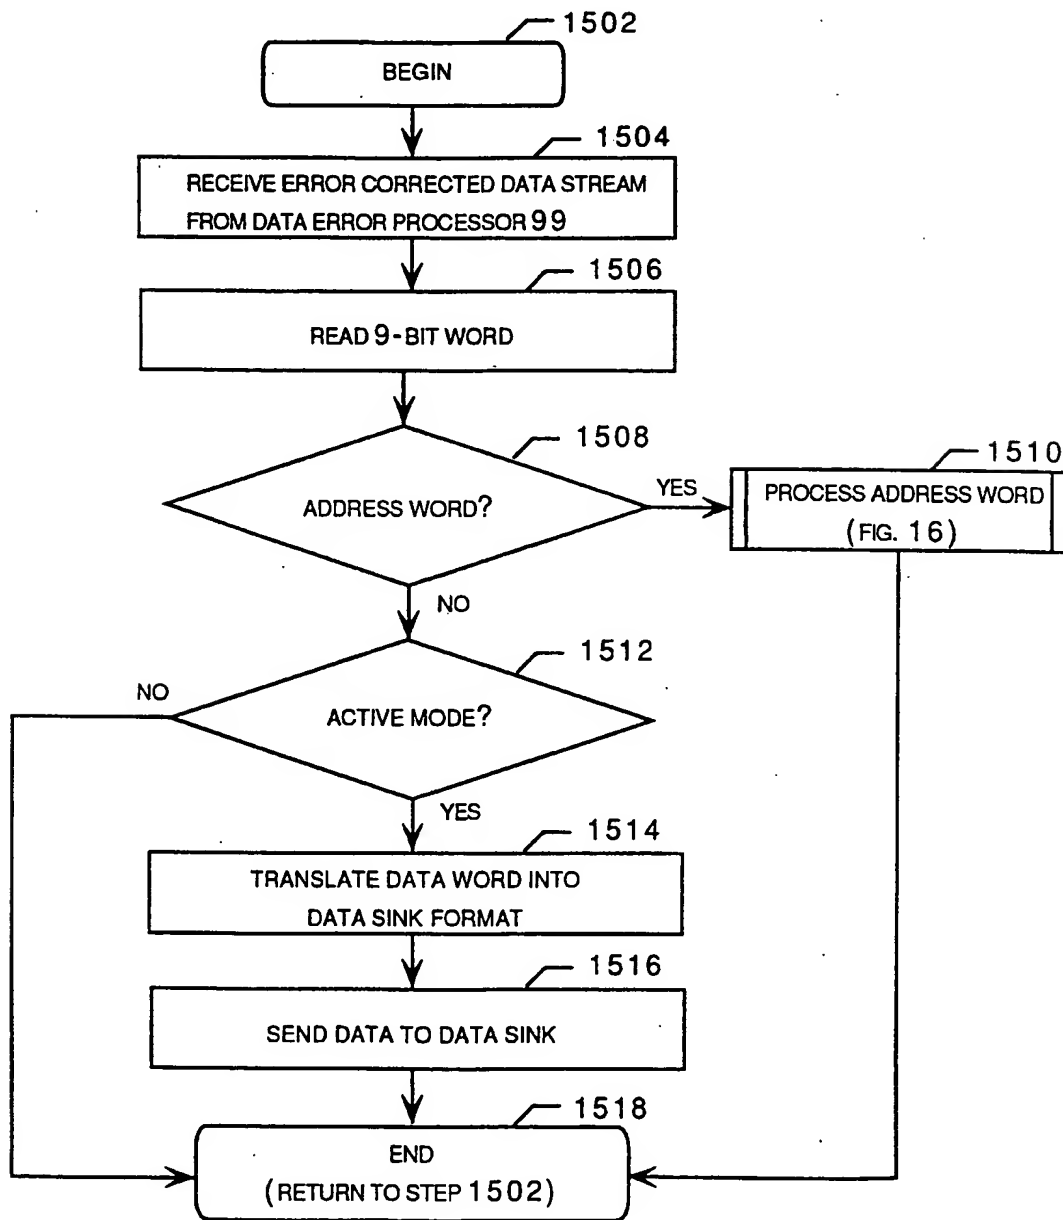 1502
BEGIN
1504
RECEIVE ERROR CORRECTED DATA STREAM
FROM DATA ERROR PROCESSOR 99
1506
READ 9-BIT WORD
1508
ADDRESS WORD?
YES
1510
PROCESS ADDRESS WORD
(FIG. 16)
NO
1512
ACTIVE MODE?
NO
YES
1514
TRANSLATE DATA WORD INTO
DATA SINK FORMAT
1516
SEND DATA TO DATA SINK
1518
END
(RETURN TO STEP 1502)